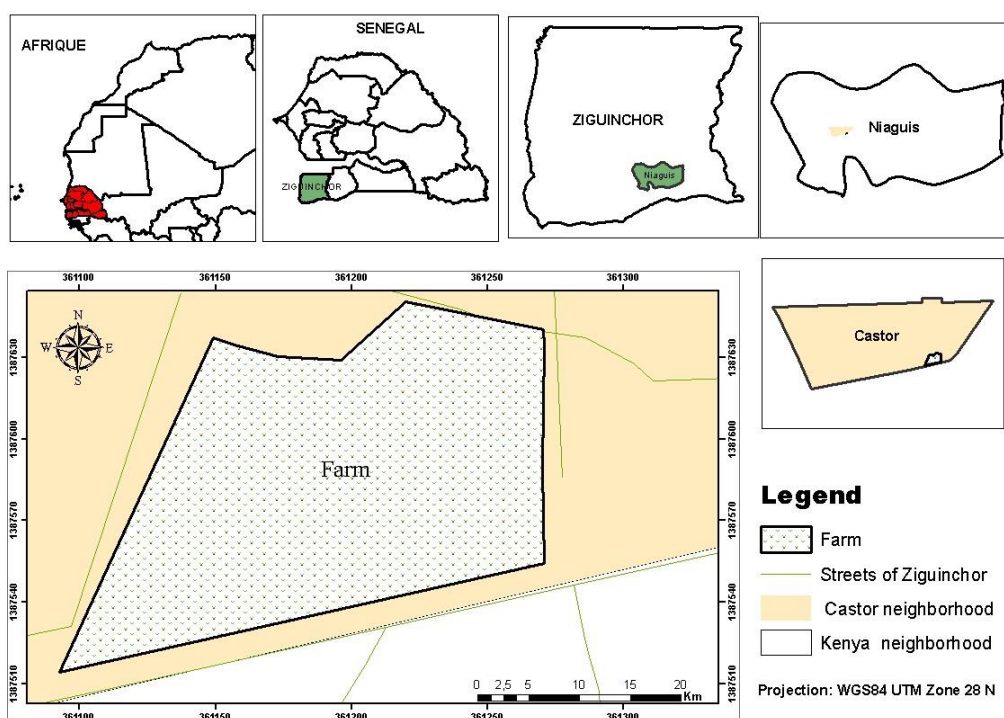 AFRIQUE
SENEGAL
ZIGUINCHOR
ZIGUINCHOR
Niaguis
Niaguis
361100 361150 361200 361250 361300
N
W E
S
1387630
1387600
1387570
1387540
1387510
Farm
1387630
1387600
1387570
1387540
1387510
0 2,5 5 10 15 20
Km
361100 361150 361200 361250 361300
Castor
Legend
Farm
Streets of Ziguinchor
Castor neighborhood
Kenya neighborhood
Projection: WGS84 UTM Zone 28 N